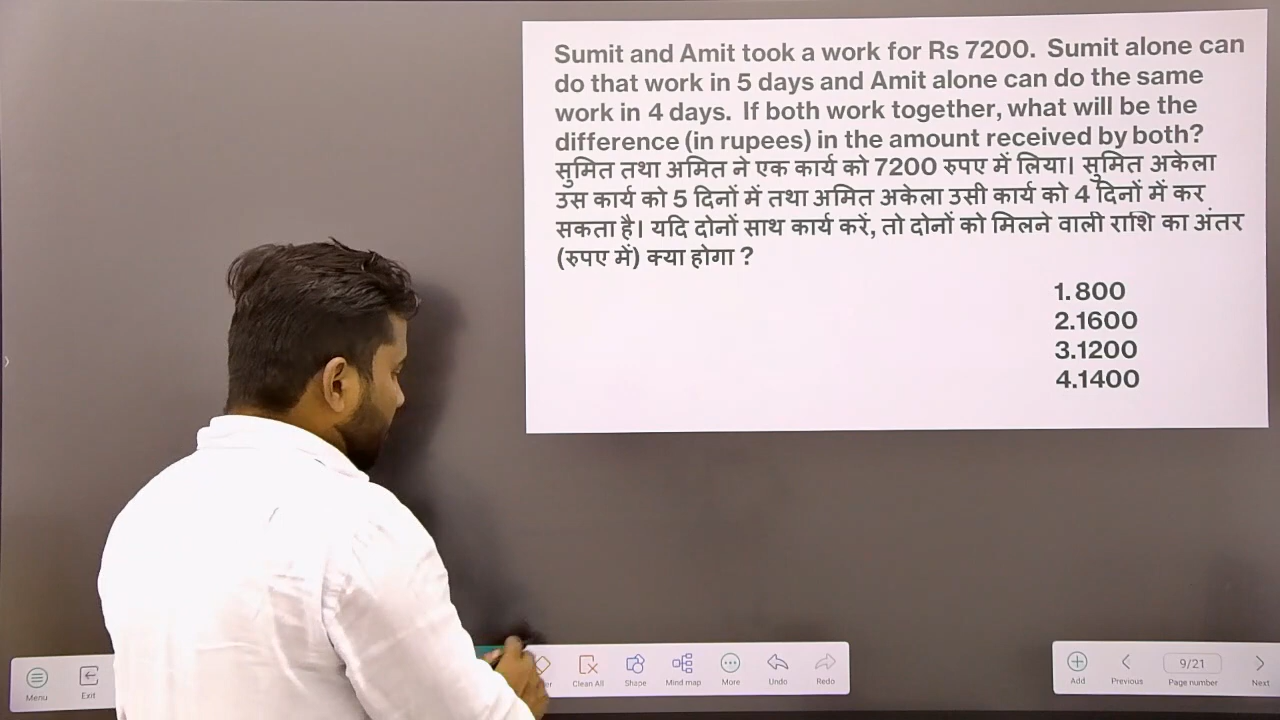 Sumit and Amit took a work for Rs 7200. Sumit alone can
do that work in 5 days and Amit alone can do the same
work in 4 days. If both work together, what will be the
difference (in rupees) in the amount received by both?
सुमित तथा अमित ने एक कार्य को 7200 रुपए में लिया। सुमित अकेला
उस कार्य को 5 दिनों में तथा अमित अकेला उसी कार्य को 4 दिनों में कर
सकता है। यदि दोनों साथ कार्य करें, तो दोनों को मिलने वाली राशि का अंतर
(रुपए में) क्या होगा ?
1.800
2.1600
3.1200
4.1400
Menu
Exit
Clean All
Shape
Mind map
More
Undo
Redo
Add
Previous
9/21
Page number
Next